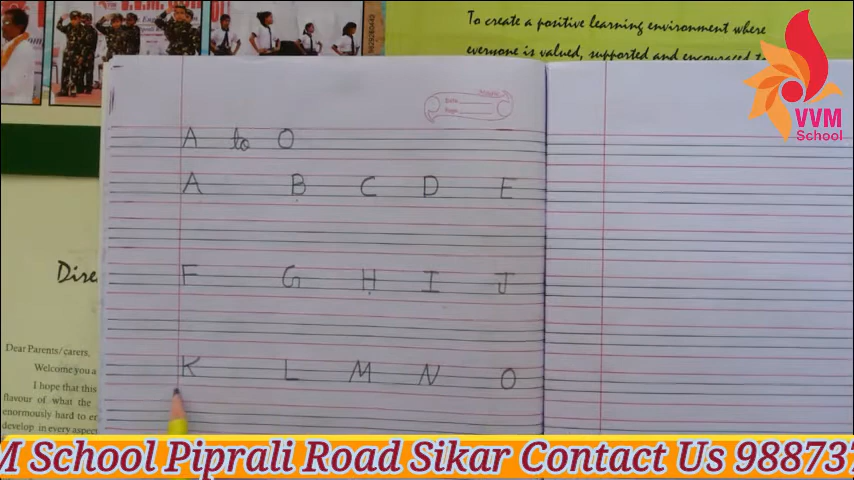 To create a positive learning environment where
everyone is valued, supported and encouraged to
VVM
School
Date
Page
A to O
A B C D E
F G H I J
K L M N O
Dire
Dear Parents/carers,
Welcome you a
I hope that this
flavour of what the
enormously hard to er
develop in every aspect
M School Piprali Road Sikar Contact Us 98873